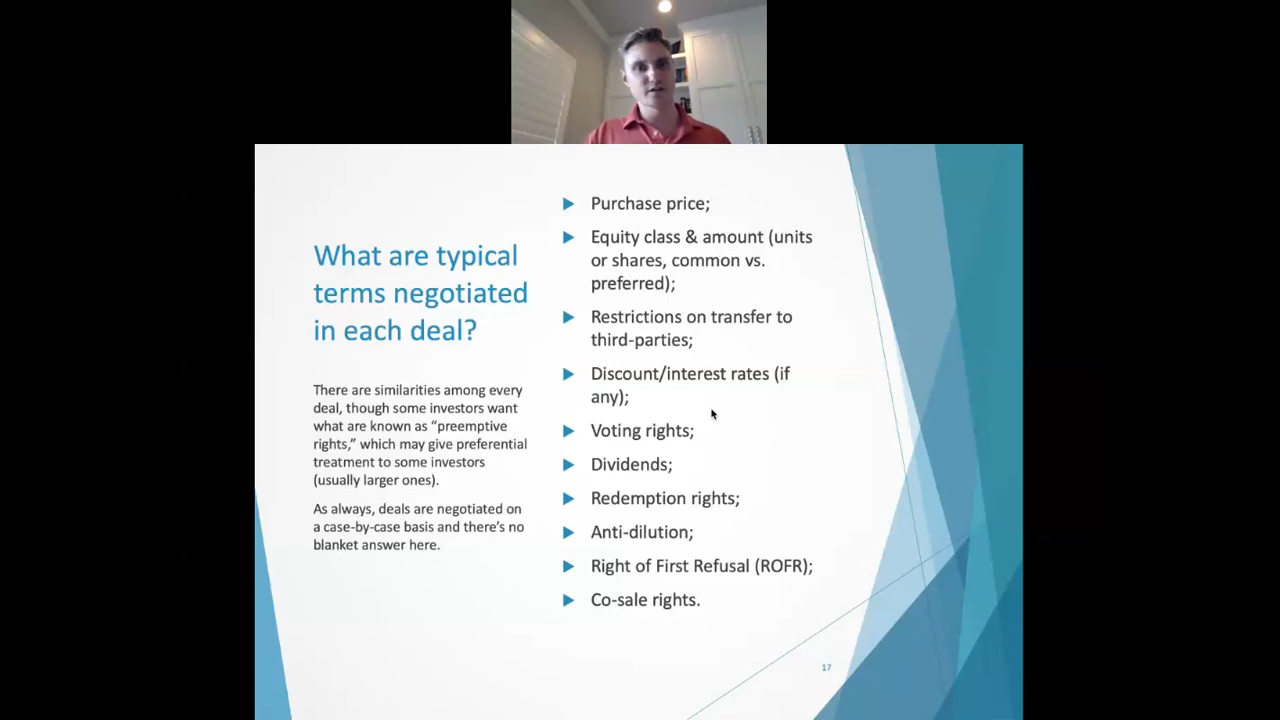 What are typical
terms negotiated
in each deal?
There are similarities among every
deal, though some investors want
what are known as “preemptive
rights,” which may give preferential
treatment to some investors
(usually larger ones).
As always, deals are negotiated on
a case-by-case basis and there’s no
blanket answer here.
Purchase price;
Equity class & amount (units
or shares, common vs.
preferred);
Restrictions on transfer to
third-parties;
Discount/interest rates (if
any);
Voting rights;
Dividends;
Redemption rights;
Anti-dilution;
Right of First Refusal (ROFR);
Co-sale rights.
17